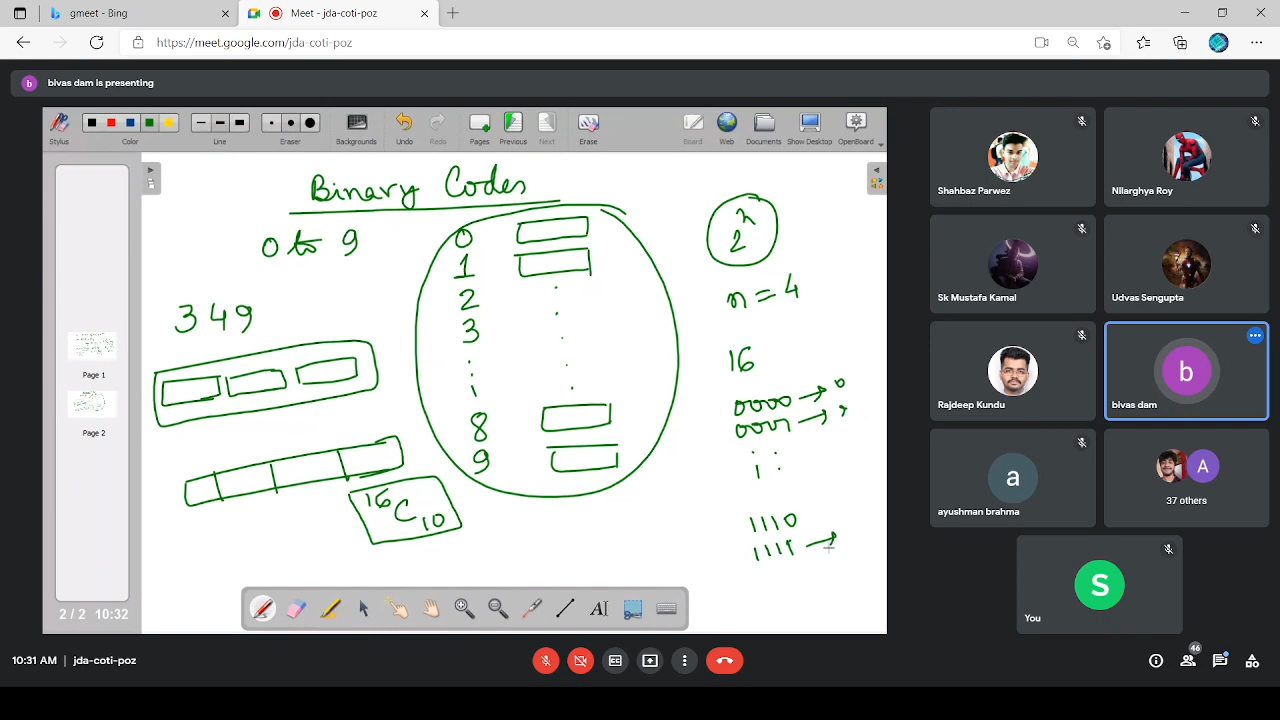 gmeet - Bing
Meet - jda-coti-poz
https://meet.google.com/jda-coti-poz
b
bivas dam is presenting
Stylus
Color
Line
Eraser
Backgrounds
Undo
Redo
Pages
Previous
Next
Erase
Board
Web
Documents
Show Desktop
OpenBoard
Page 1
Page 2
2 / 2 10:32
Binary Codes
0 to 9
349
0
1
2
3
8
9
16C10
2^n
n = 4
16
0000 → 0
0001 →
1110
1111 →
AI
Shahbaz Parwez
Nilarghya Roy
Sk Mustafa Kamal
Udvas Sengupta
Rajdeep Kundu
b
bivas dam
a
ayushman brahma
A
37 others
S
You
10:31 AM | jda-coti-poz
46